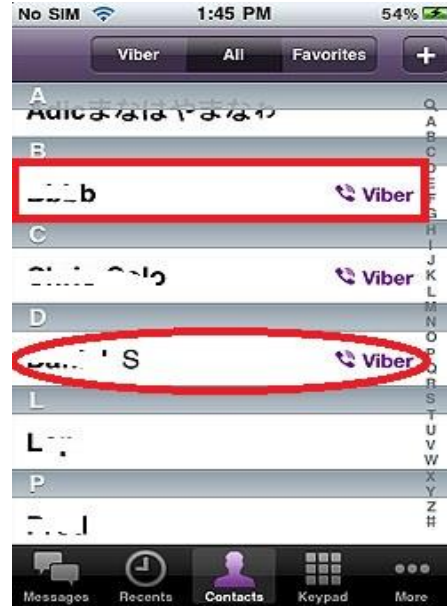 No SIM 1:45 PM 54%
Viber All Favorites +
A
Adicまなはやまなわ
B
Viber
C
Viber
D
S Viber
L
P
A
B
C
D
E
F
G
H
I
J
K
L
M
N
O
P
Q
R
S
T
U
V
W
X
Y
Z
#
Messages Recents Contacts Keypad More